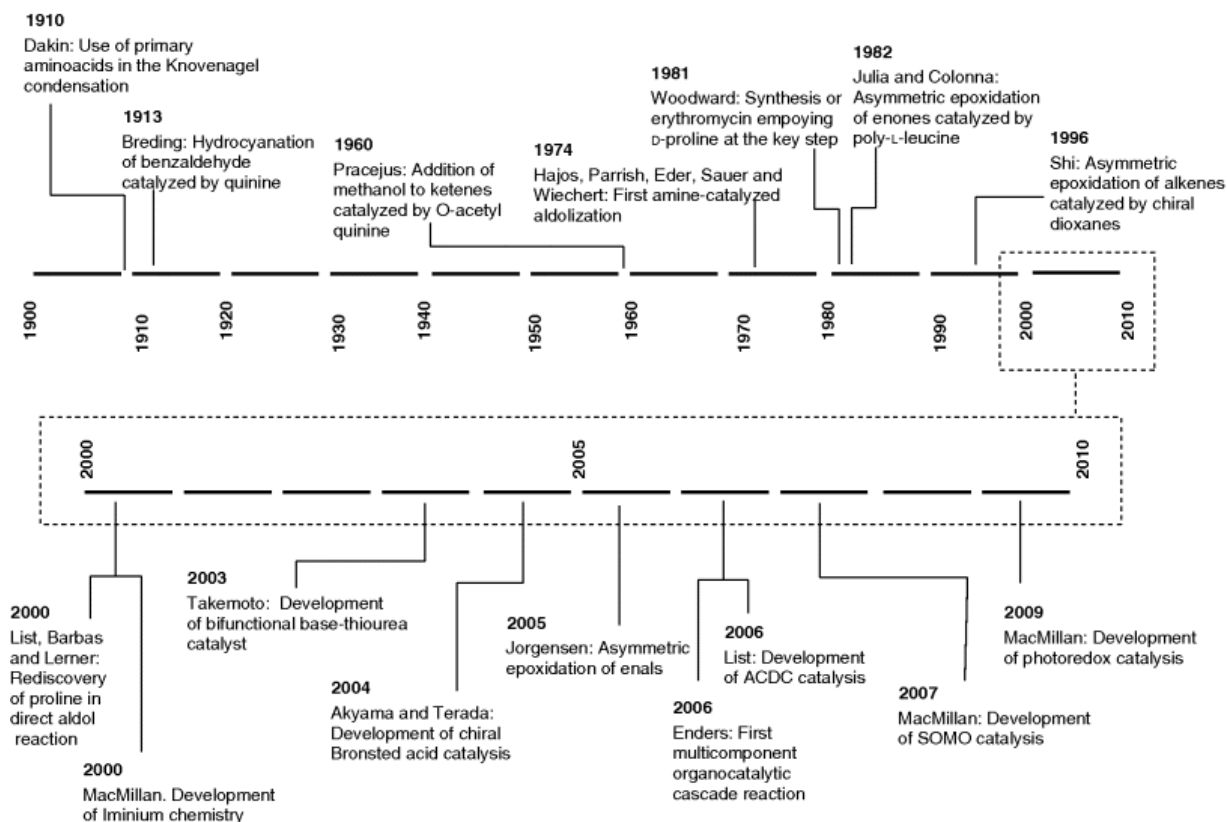 1910
Dakin: Use of primary
aminoacids in the Knovenagel
condensation
1913
Breding: Hydrocyanation
of benzaldehyde
catalyzed by quinine
1960
Pracejus: Addition of
methanol to ketenes
catalyzed by O-acetyl
quinine
1974
Hajos, Parrish, Eder, Sauer and
Wiechert: First amine-catalyzed
aldolization
1981
Woodward: Synthesis or
erythromycin empoying
D-proline at the key step
1982
Julia and Colonna:
Asymmetric epoxidation
of enones catalyzed by
poly-L-leucine
1996
Shi: Asymmetric
epoxidation of alkenes
catalyzed by chiral
dioxanes
1900
1910
1920
1930
1940
1950
1960
1970
1980
1990
2000
2010
2000
2005
2010
2000
List, Barbas
and Lerner:
Rediscovery
of proline in
direct aldol
reaction
2000
MacMillan. Development
of Iminium chemistry
2003
Takemoto: Development
of bifunctional base-thiourea
catalyst
2004
Akyama and Terada:
Development of chiral
Bronsted acid catalysis
2005
Jorgensen: Asymmetric
epoxidation of enals
2006
Enders: First
multicomponent
organocatalytic
cascade reaction
2006
List: Development
of ACDC catalysis
2007
MacMillan: Development
of SOMO catalysis
2009
MacMillan: Development
of photoredox catalysis